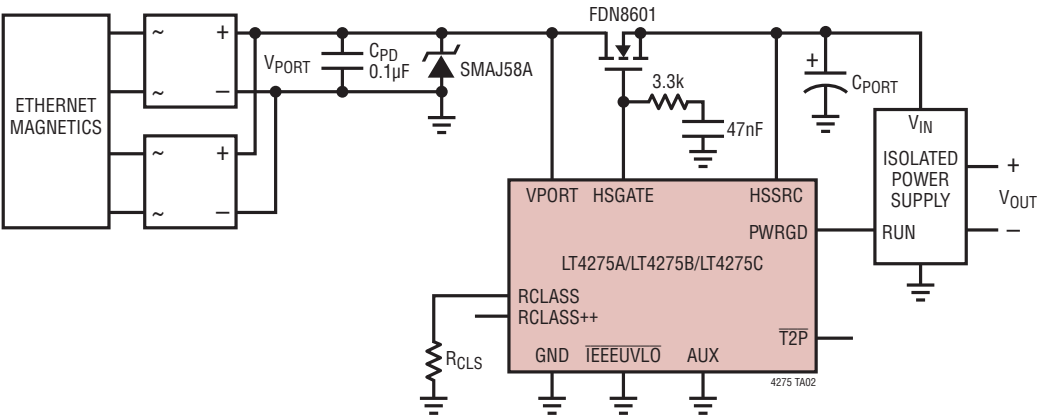 FDN8601
~
+
~
−
VPORT
CPD
0.1µF
SMAJ58A
3.3k
47nF
+
CPORT
ETHERNET
MAGNETICS
~
+
~
−
VIN
ISOLATED
POWER
SUPPLY
RUN
+
VOUT
−
VPORT HSGATE HSSRC
PWRGD
LT4275A/LT4275B/LT4275C
RCLASS
RCLASS++
T2P
RCLS
GND IEEEUVLO AUX
4275 TA02